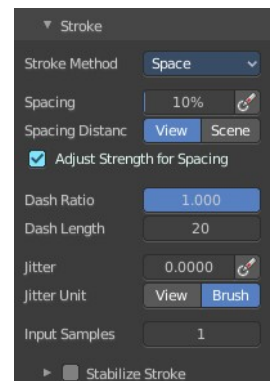 Stroke
Stroke Method Space
Spacing 10%
Spacing Distanc View Scene
Adjust Strength for Spacing
Dash Ratio 1.000
Dash Length 20
Jitter 0.0000
Jitter Unit View Brush
Input Samples 1
Stabilize Stroke